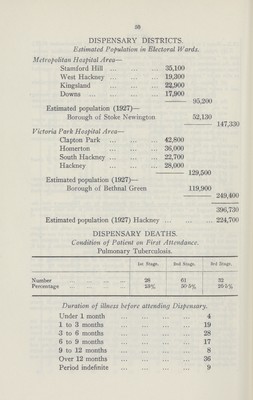 58
DISPENSARY DISTRICTS.
Estimated Population in Electoral Wards.
Metropolitan Hospital Area—
Stamford Hill ... ... ... 35,100
West Hackney ... ... ... 19,300
Kingsland ... ... ... 22,900
Downs ... ... ... 17,900
95,200
Estimated population (1927)—
Borough of Stoke Newington 52,130
147,330
Victoria Park Hospital Area—
Clapton Park ... ... ... 42,800
Homerton ... ... ... 36,000
South Hackney ... ... ... 22,700
Hackney ... ... ... 28,000
129,500
Estimated population (1927)—
Borough of Bethnal Green 119,900
249,400
396,730
Estimated population (1927) Hackney ... ... ... 224,700
DISPENSARY DEATHS.
Condition of Patient on First Attendance.
Pulmonary Tuberculosis.
1st Stage. 2nd Stage. 3rd Stage.
Number ... ... ... 28 61 32
Percentage ... ... ... 23% 50·5% 26·5%
Duration of illness before attending Dispensary.
Under 1 month ... ... ... 4
1 to 3 months ... ... ... 19
3 to 6 months ... ... ... 28
6 to 9 months ... ... ... 17
9 to 12 months ... ... ... 8
Over 12 months ... ... ... 36
Period indefinite ... ... ... 9